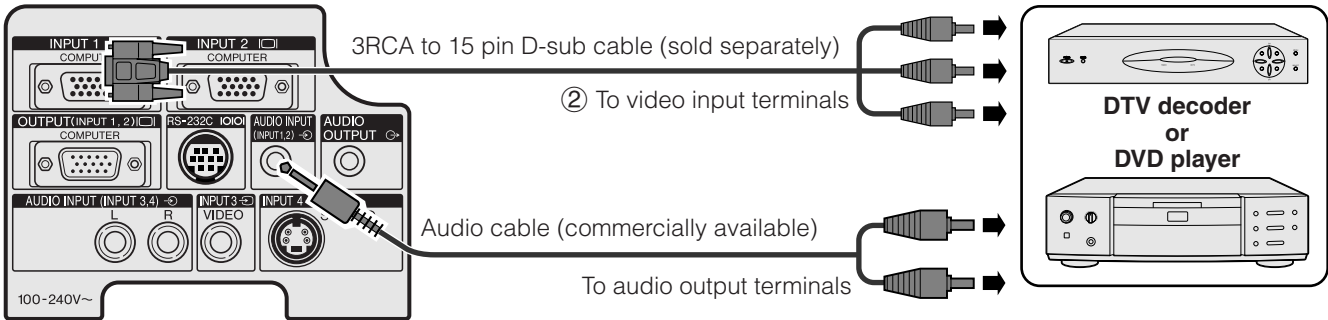 INPUT 1
INPUT 2
COMPUTER
3RCA to 15 pin D-sub cable (sold separately)
② To video input terminals
OUTPUT(INPUT 1, 2)
COMPUTER
RS-232C IOIOI
AUDIO INPUT
(INPUT1,2)
AUDIO
OUTPUT
AUDIO INPUT (INPUT 3,4)
L
R
INPUT 3
VIDEO
INPUT 4
Audio cable (commercially available)
To audio output terminals
100-240V~
DTV decoder
or
DVD player